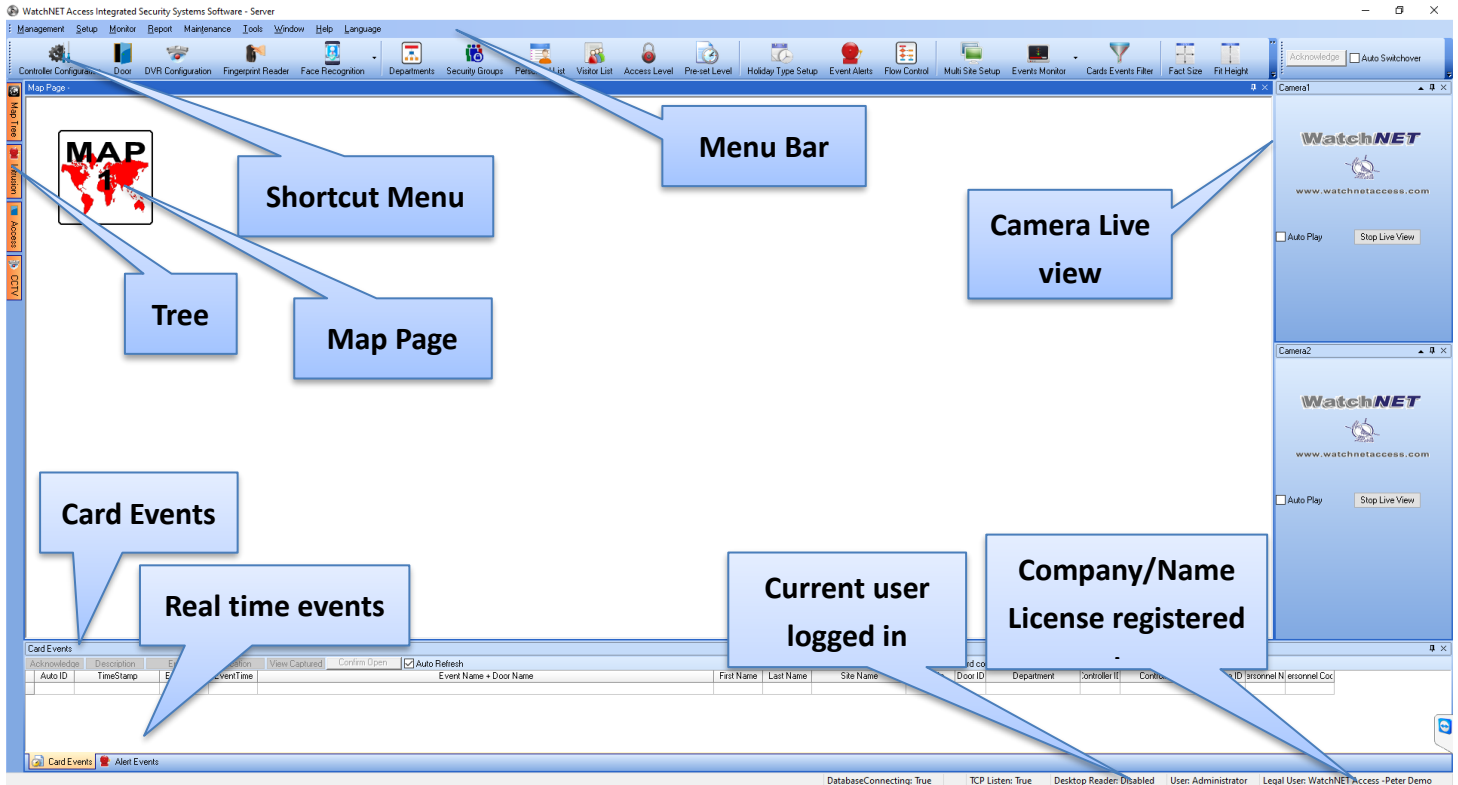 WatchNET Access Integrated Security Systems Software - Server
Management Setup Monitor Report Maintenance Tools Window Help Language
Controller Configuration Door DVR Configuration Fingerprint Reader Face Recognition Departments Security Groups Personnel List Visitor List Access Level Pre-set Level Holiday Type Setup Event Alerts Flow Control Multi Site Setup Events Monitor Cards Events Filter Fact Size Fit Height Acknowledge Auto Switchover
Map Page -
Camera1
Map Tree
Intrusion
Access
CCTV
MAP
1
Menu Bar
Shortcut Menu
Tree
Map Page
Camera Live
view
WatchNET
www.watchnetaccess.com
Auto Play Stop Live View
Camera2
WatchNET
www.watchnetaccess.com
Auto Play Stop Live View
Card Events
Real time events
Current user
logged in
Company/Name
License registered
Card Events
Acknowledge Description View Captured Confirm Open Auto Refresh
Auto ID TimeStamp EventTime Event Name + Door Name First Name Last Name Site Name Door ID Department Controller ID ersonnel N ersonnel Coc
Card Events Alert Events
DatabaseConnecting: True TCP Listen: True Desktop Reader: Disabled User: Administrator Legal User: WatchNET Access -Peter Demo